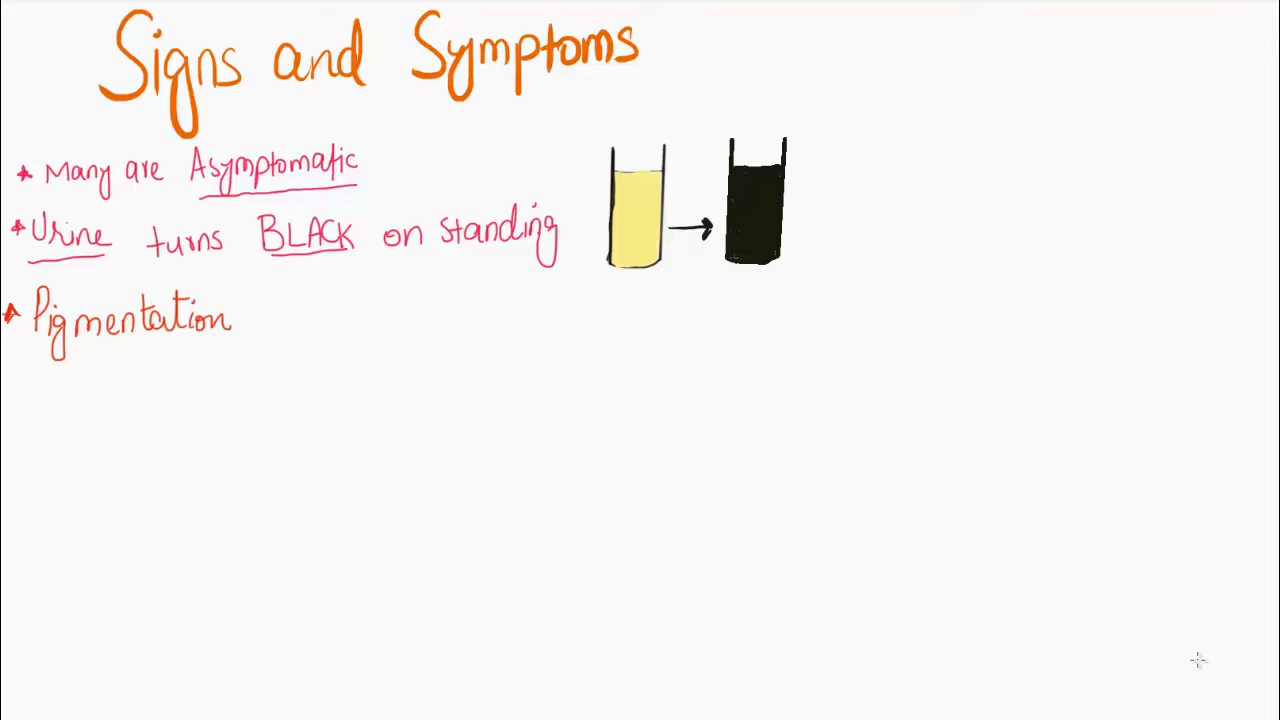 Signs and Symptoms
* Many are Asymptomatic
* Urine turns BLACK on standing
* Pigmentation